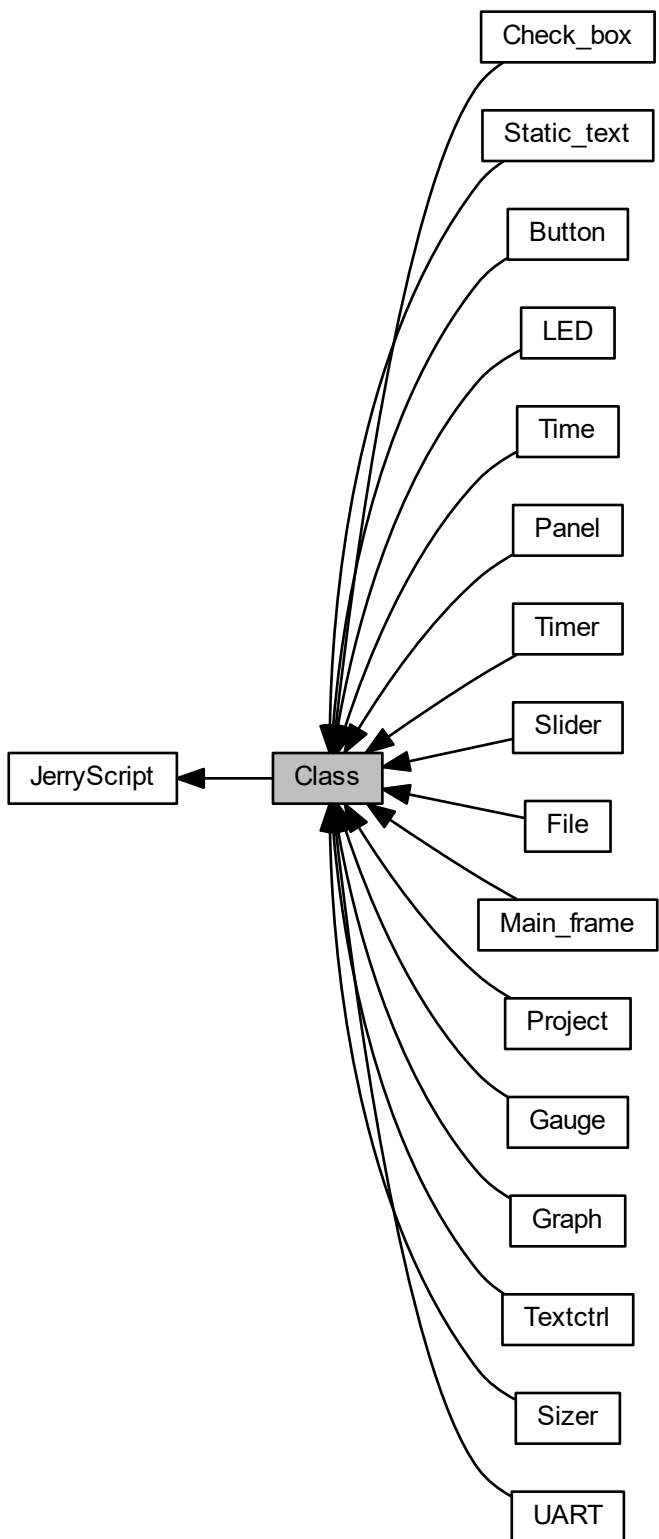 Check_box
Static_text
Button
LED
Time
Panel
Timer
Slider
JerryScript
Class
File
Main_frame
Project
Gauge
Graph
Textctrl
Sizer
UART